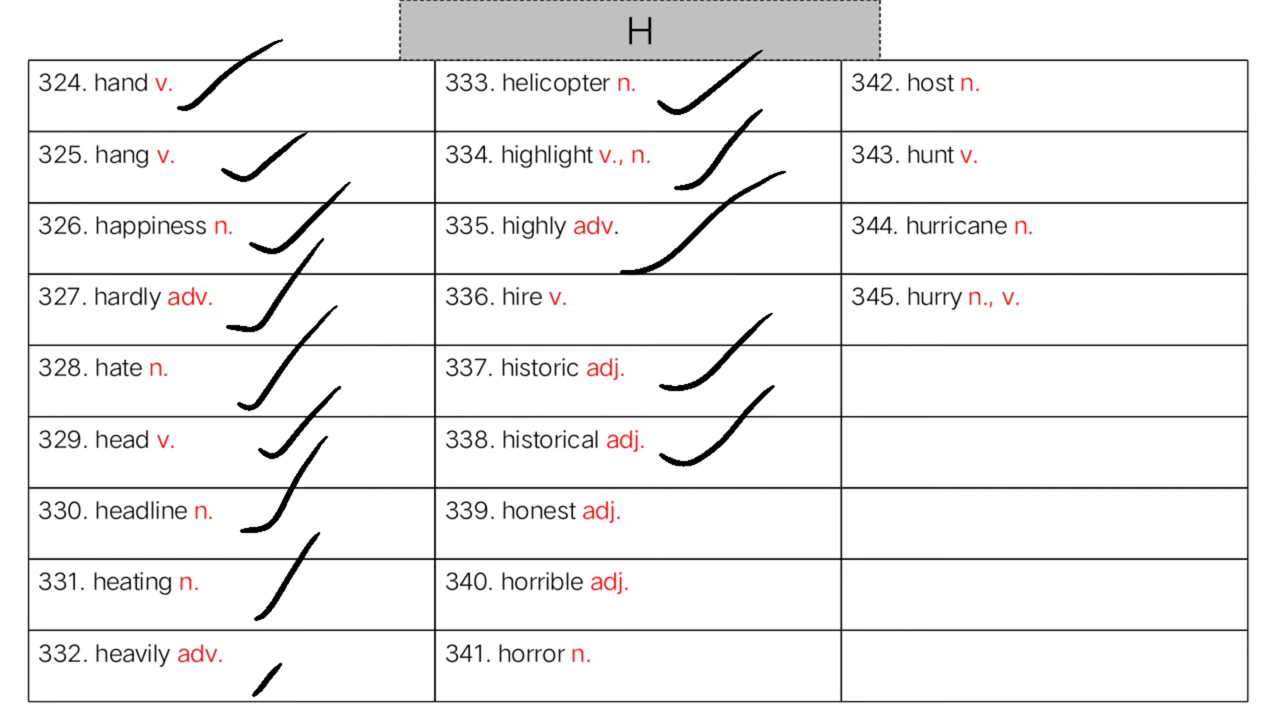 H
324. hand v.
325. hang v.
326. happiness n.
327. hardly adv.
328. hate n.
329. head v.
330. headline n.
331. heating n.
332. heavily adv.
333. helicopter n.
334. highlight v., n.
335. highly adv.
336. hire v.
337. historic adj.
338. historical adj.
339. honest adj.
340. horrible adj.
341. horror n.
342. host n.
343. hunt v.
344. hurricane n.
345. hurry n., v.